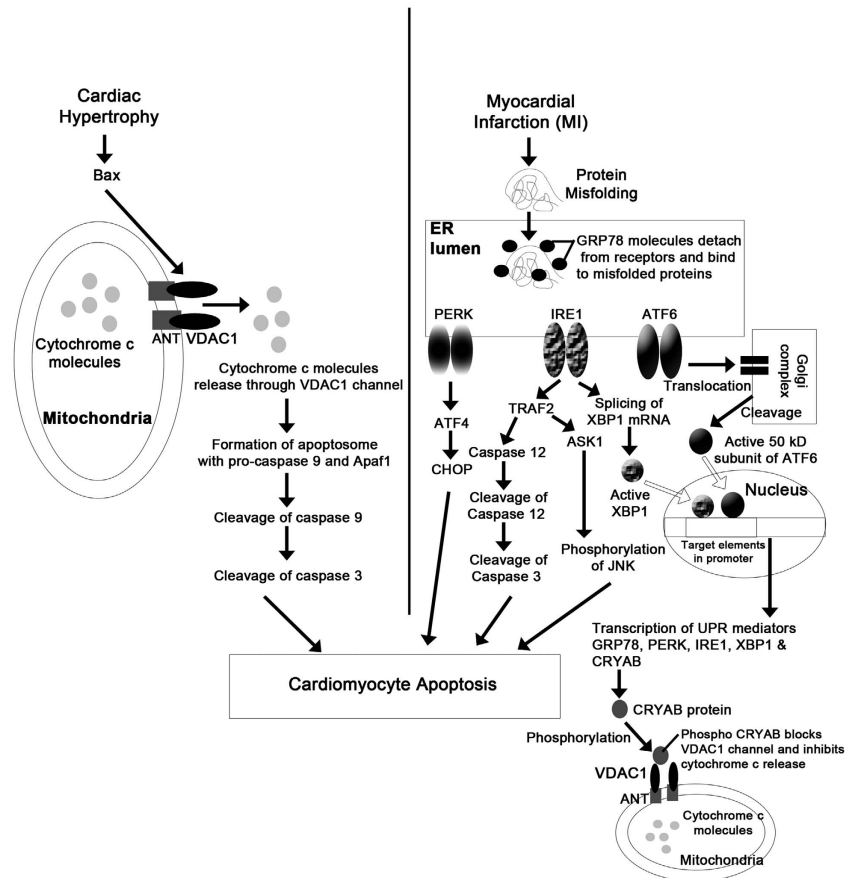 Cardiac
Hypertrophy
Bax
Cytochrome c
molecules
ANT VDAC1
Mitochondria
Cytochrome c molecules
release through VDAC1 channel
Formation of apoptosome
with pro-caspase 9 and Apaf1
Cleavage of caspase 9
Cleavage of caspase 3
Myocardial
Infarction (MI)
Protein
Misfolding
ER
lumen
GRP78 molecules detach
from receptors and bind
to misfolded proteins
PERK
IRE1
ATF6
Golgi
complex
Translocation
Cleavage
ATF4
CHOP
TRAF2
Caspase 12
Cleavage of
Caspase 12
Cleavage of
Caspase 3
ASK1
Phosphorylation
of JNK
Splicing of
XBP1 mRNA
Active
XBP1
Active 50 kD
subunit of ATF6
Nucleus
Target elements
in promoter
Cardiomyocyte Apoptosis
Transcription of UPR mediators
GRP78, PERK, IRE1, XBP1 &
CRYAB
CRYAB protein
Phosphorylation
Phospho CRYAB blocks
VDAC1 channel and inhibits
cytochrome c release
VDAC1
ANT
Cytochrome c
molecules
Mitochondria